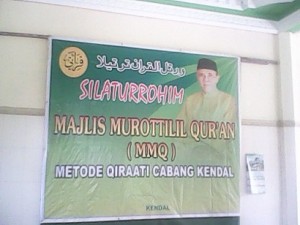 ورتل القرآن ترتيلا
SILATURROHIM
MAJLIS MUROTTILIL QUR'AN
( MMQ )
METODE QIRAATI CABANG KENDAL
KENDAL